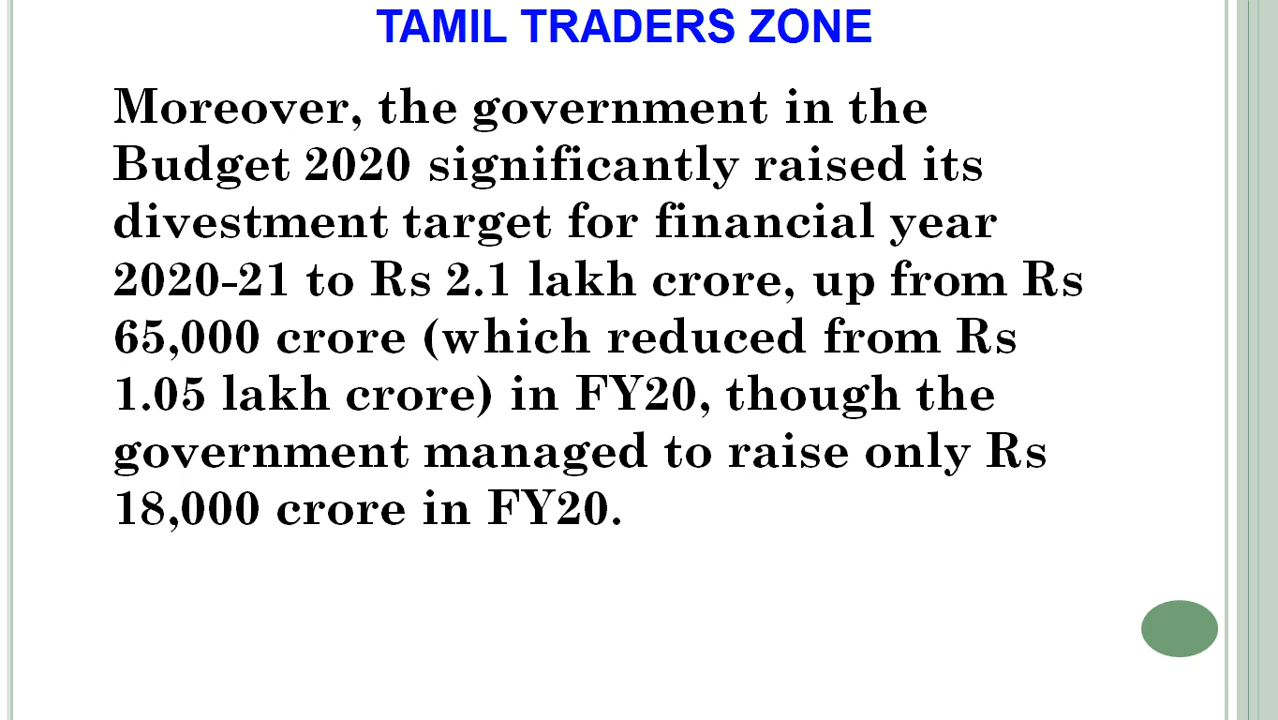 TAMIL TRADERS ZONE
Moreover, the government in the
Budget 2020 significantly raised its
divestment target for financial year
2020-21 to Rs 2.1 lakh crore, up from Rs
65,000 crore (which reduced from Rs
1.05 lakh crore) in FY20, though the
government managed to raise only Rs
18,000 crore in FY20.